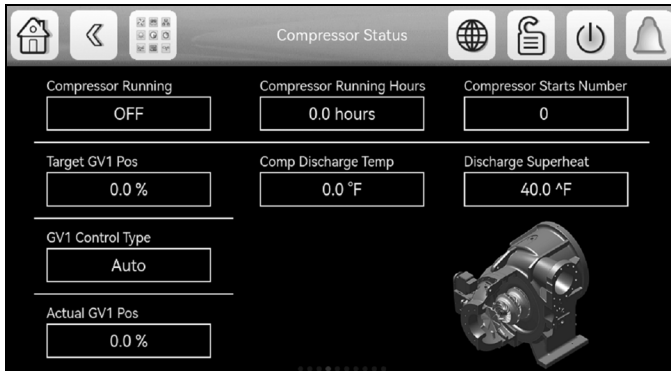 Compressor Status
Compressor Running
Compressor Running Hours
Compressor Starts Number
OFF
0.0 hours
0
Target GV1 Pos
Comp Discharge Temp
Discharge Superheat
0.0 %
0.0 °F
40.0 ^F
GV1 Control Type
Auto
Actual GV1 Pos
0.0 %